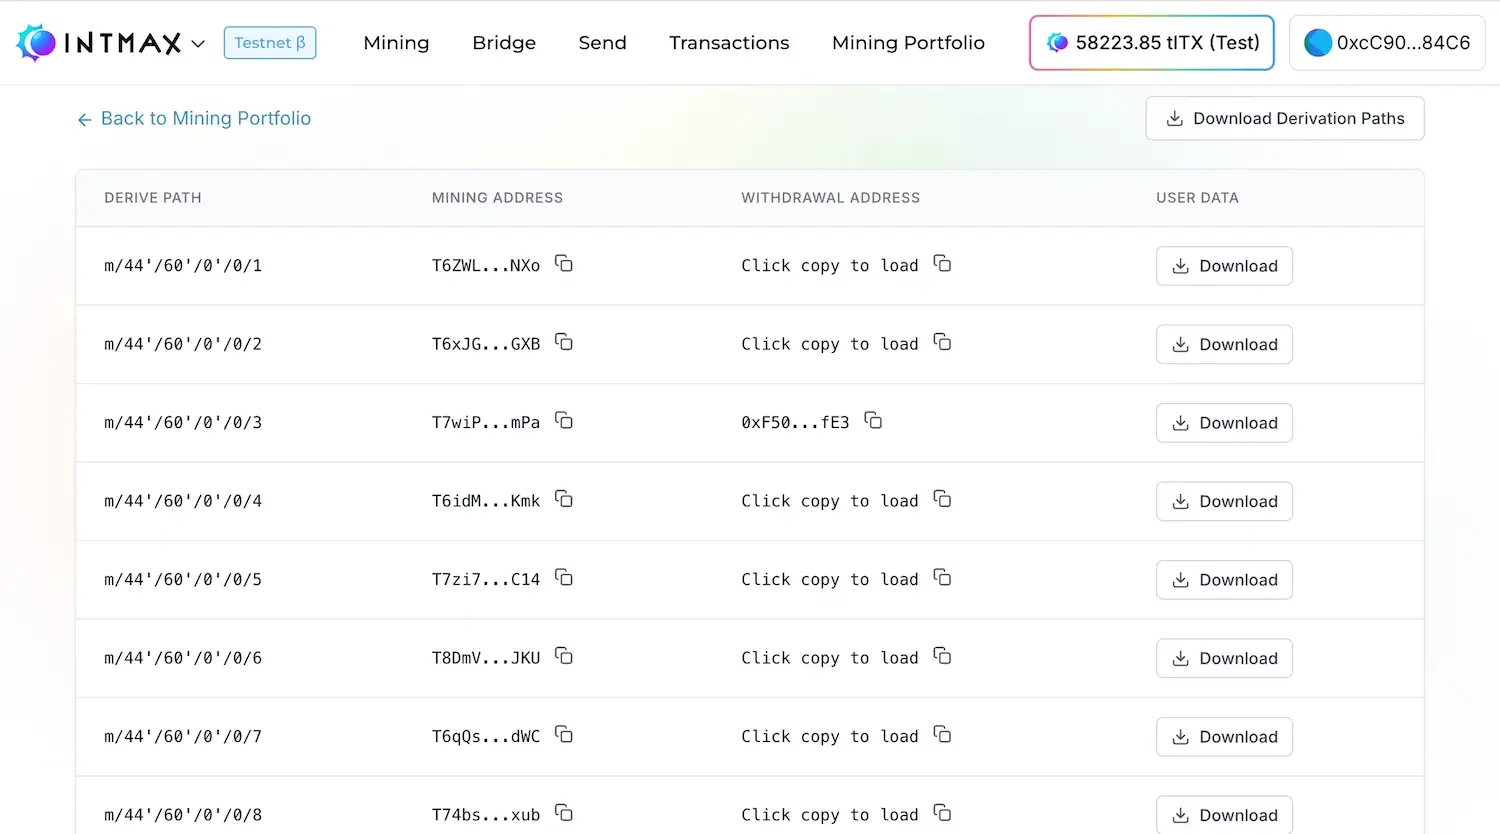 INTMAX Testnet β Mining Bridge Send Transactions Mining Portfolio 58223.85 tITX (Test) 0xcC90...84C6
← Back to Mining Portfolio Download Derivation Paths
DERIVE PATH MINING ADDRESS WITHDRAWAL ADDRESS USER DATA
m/44'/60'/0'/0/1 T6ZWL...NXo Click copy to load Download
m/44'/60'/0'/0/2 T6xJG...GXB Click copy to load Download
m/44'/60'/0'/0/3 T7wiP...mPa 0xF50...fE3 Download
m/44'/60'/0'/0/4 T6idM...Kmk Click copy to load Download
m/44'/60'/0'/0/5 T7zi7...C14 Click copy to load Download
m/44'/60'/0'/0/6 T8DmV...JKU Click copy to load Download
m/44'/60'/0'/0/7 T6qQs...dWC Click copy to load Download
m/44'/60'/0'/0/8 T74bs...xub Click copy to load Download